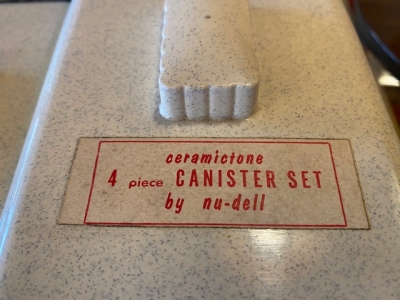 ceramictone
4 piece CANISTER SET
by nu-dell